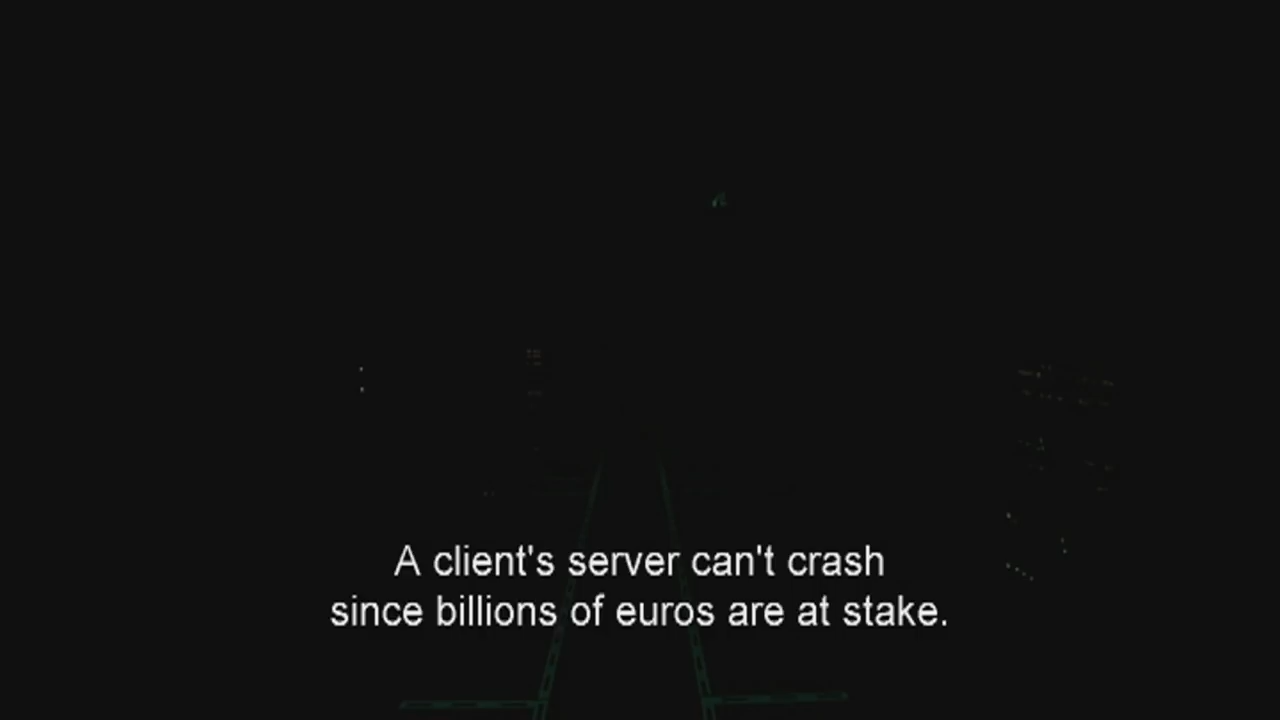 A client's server can't crash
since billions of euros are at stake.